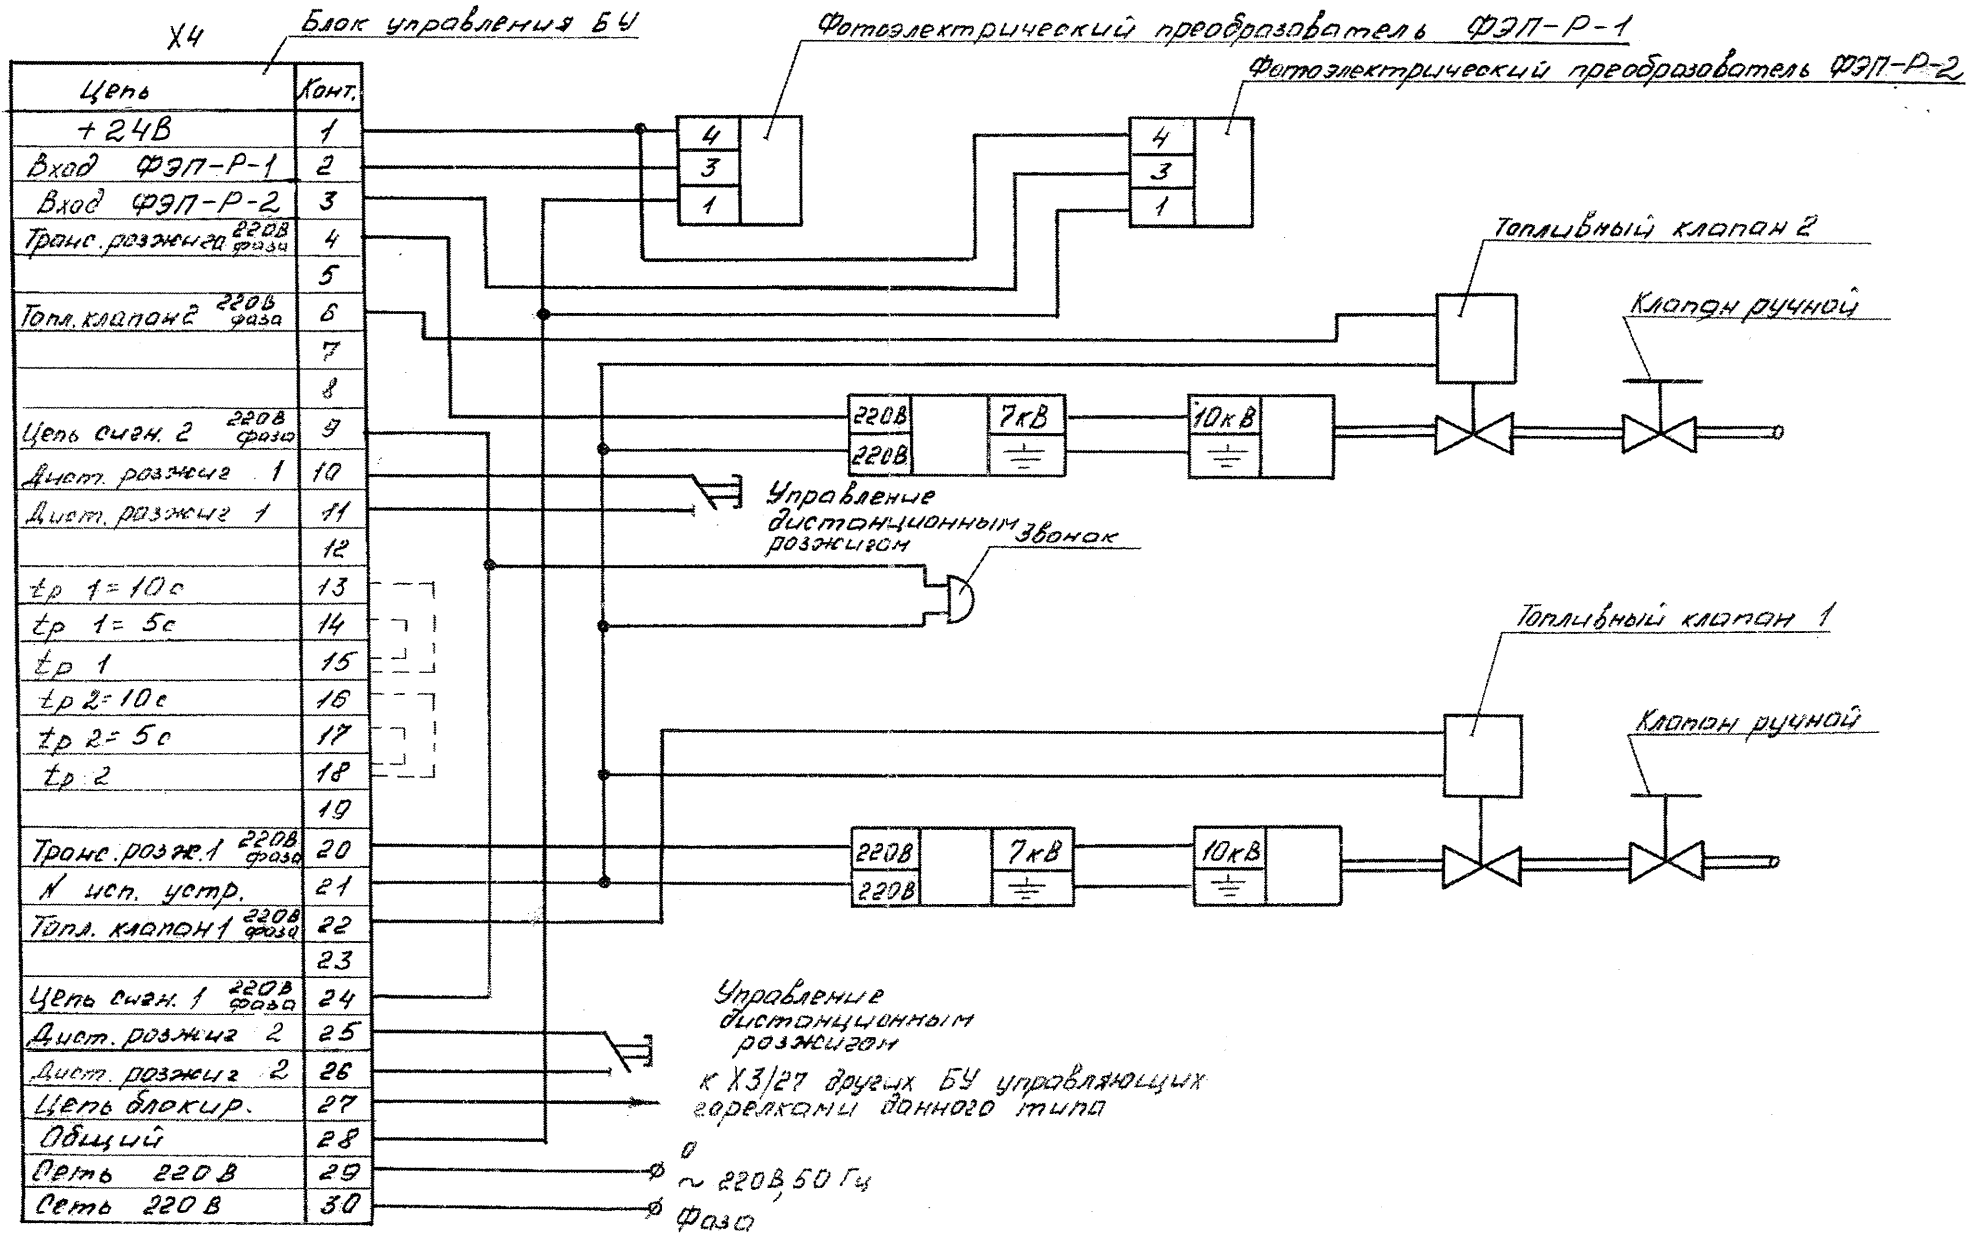 Х4
Блок управления БУ
Фотоэлектрический преобразователь ФЭП-Р-1
Фотоэлектрический преобразователь ФЭП-Р-2
Цепь Конт.
+24В 1
Вход ФЭП-Р-1 2
Вход ФЭП-Р-2 3
Транс. розжига 220В фаза 4
5
Топл. клапан 2 220В фаза 6
7
8
Цепь сигн. 2 220В фаза 9
Дист. розжиг 1 10
Дист. розжиг 1 11
12
tр 1=10с 13
tр 1= 5с 14
tр 1 15
tр 2=10с 16
tр 2= 5с 17
tр 2 18
19
Транс. розж. 1 220В фаза 20
N исп. устр. 21
Топл. клапан 1 220В фаза 22
23
Цепь сигн. 1 220В фаза 24
Дист. розжиг 2 25
Дист. розжиг 2 26
Цепь блокир. 27
Общий 28
Сеть 220В 29
Сеть 220В 30
4
3
1
4
3
1
Топливный клапан 2
Клапан ручной
220В 7кВ 10кВ
220В
Управление
дистанционным
розжигом
Звонок
Топливный клапан 1
Клапан ручной
220В 7кВ 10кВ
220В
Управление
дистанционным
розжигом
к Х3/27 других БУ управляющих
горелками данного типа
0
~ 220В, 50 Гц
Фаза